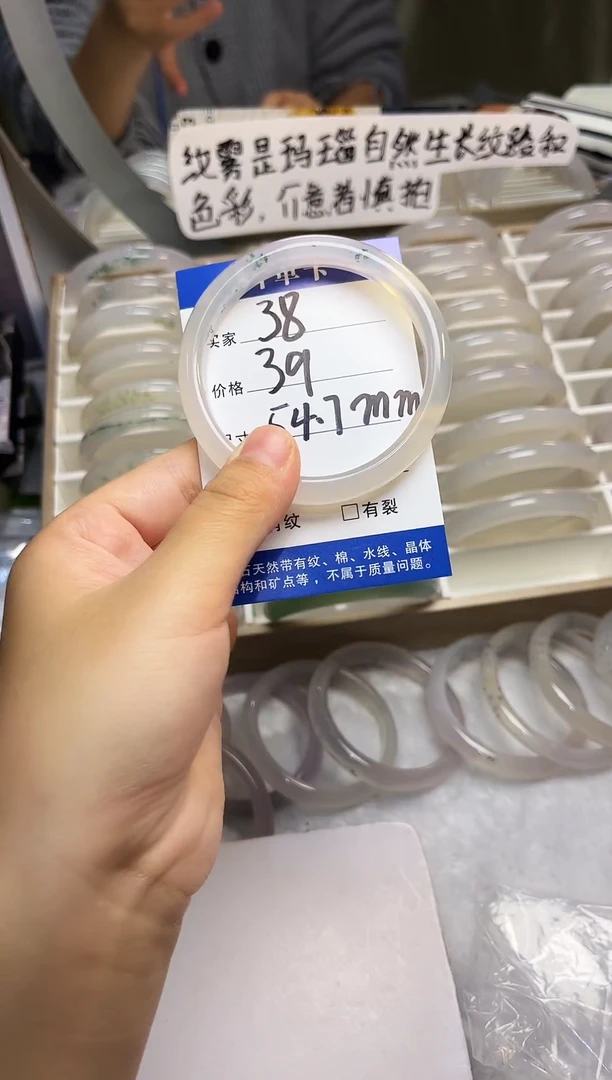 纹雾是玛瑙自然生长纹路和
色彩，介意者慎拍
买家 38
价格 39
54.7mm
纹 □有裂
石天然带有纹、棉、水线、晶体
结构和矿点等，不属于质量问题。